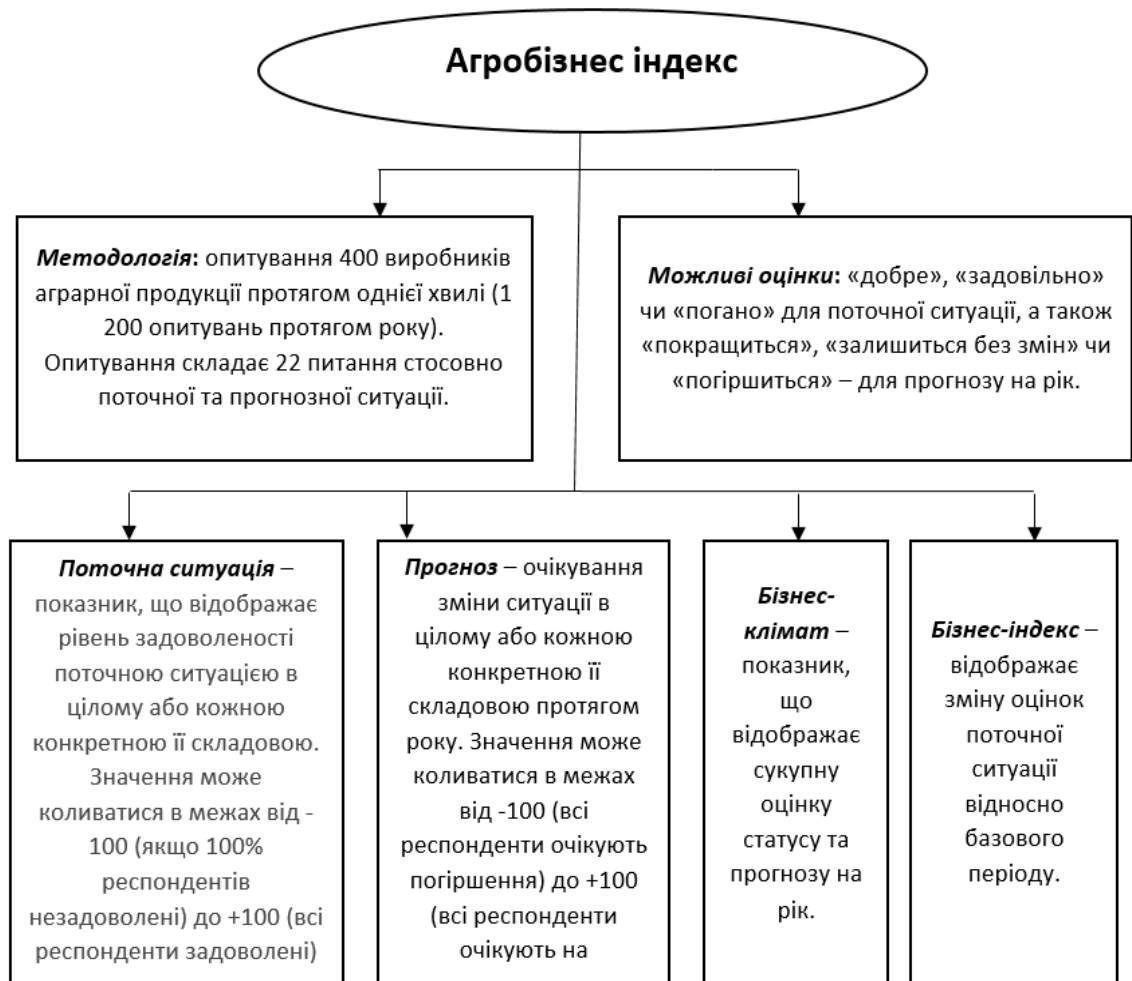 Агробізнес індекс
Методологія: опитування 400 виробників
аграрної продукції протягом однієї хвилі (1
200 опитувань протягом року).
Опитування складає 22 питання стосовно
поточної та прогнозної ситуації.
Можливі оцінки: «добре», «задовільно»
чи «погано» для поточної ситуації, а також
«покращиться», «залишиться без змін» чи
«погіршиться» – для прогнозу на рік.
Поточна ситуація –
показник, що відображає
рівень задоволеності
поточною ситуацією в
цілому або кожною
конкретною її складовою.
Значення може
коливатися в межах від -
100 (якщо 100%
респондентів
незадоволені) до +100 (всі
респонденти задоволені)
Прогноз – очікування
зміни ситуації в
цілому або кожною
конкретною її
складовою протягом
року. Значення може
коливатися в межах
від -100 (всі
респонденти очікують
погіршення) до +100
(всі респонденти
очікують на
Бізнес-
клімат –
показник,
що
відображає
сукупну
оцінку
статусу та
прогнозу на
рік.
Бізнес-індекс –
відображає
зміну оцінок
поточної
ситуації
відносно
базового
періоду.